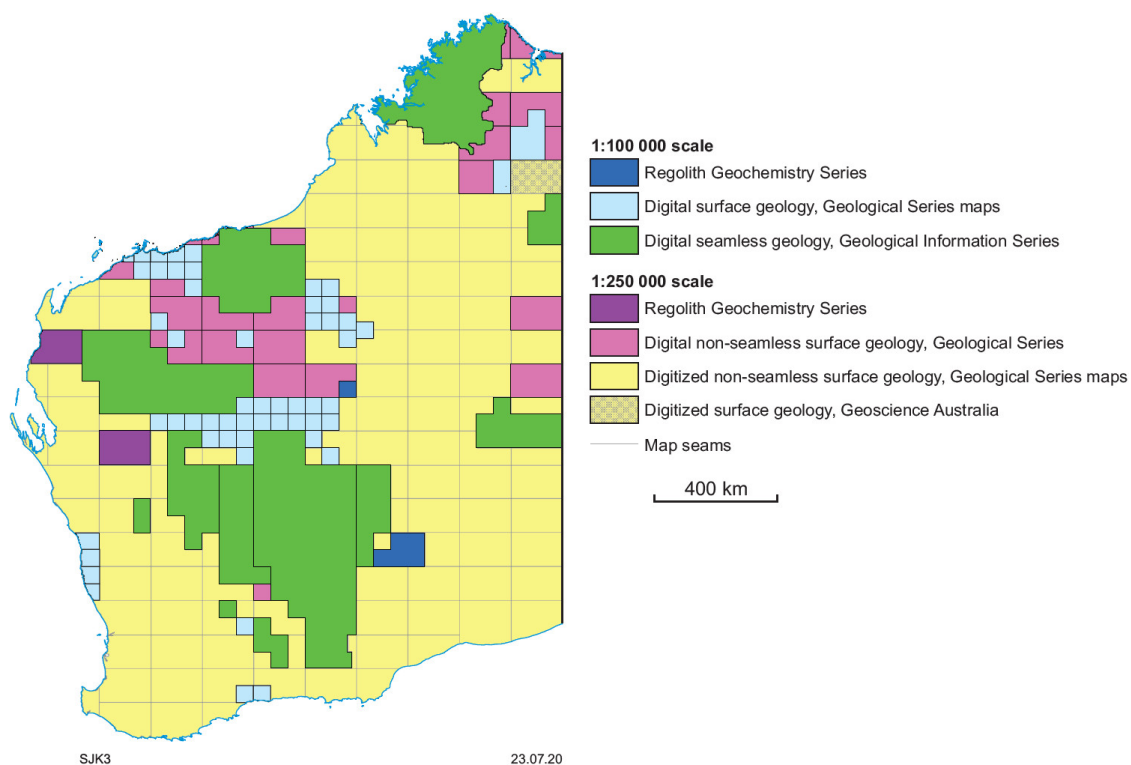 1:100 000 scale
Regolith Geochemistry Series
Digital surface geology, Geological Series maps
Digital seamless geology, Geological Information Series
1:250 000 scale
Regolith Geochemistry Series
Digital non-seamless surface geology, Geological Series
Digitized non-seamless surface geology, Geological Series maps
Digitized surface geology, Geoscience Australia
Map seams
400 km
SJK3
23.07.20